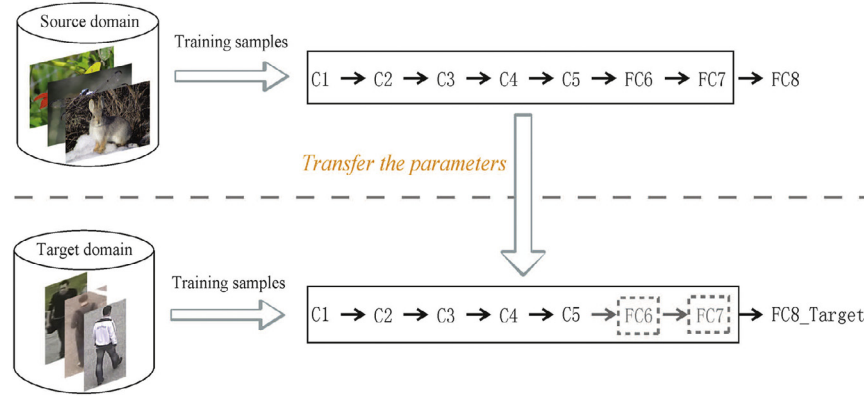 Source domain
Training samples
C1 → C2 → C3 → C4 → C5 → FC6 → FC7 → FC8
Transfer the parameters
Target domain
Training samples
C1 → C2 → C3 → C4 → C5 → FC6 → FC7 → FC8_Target